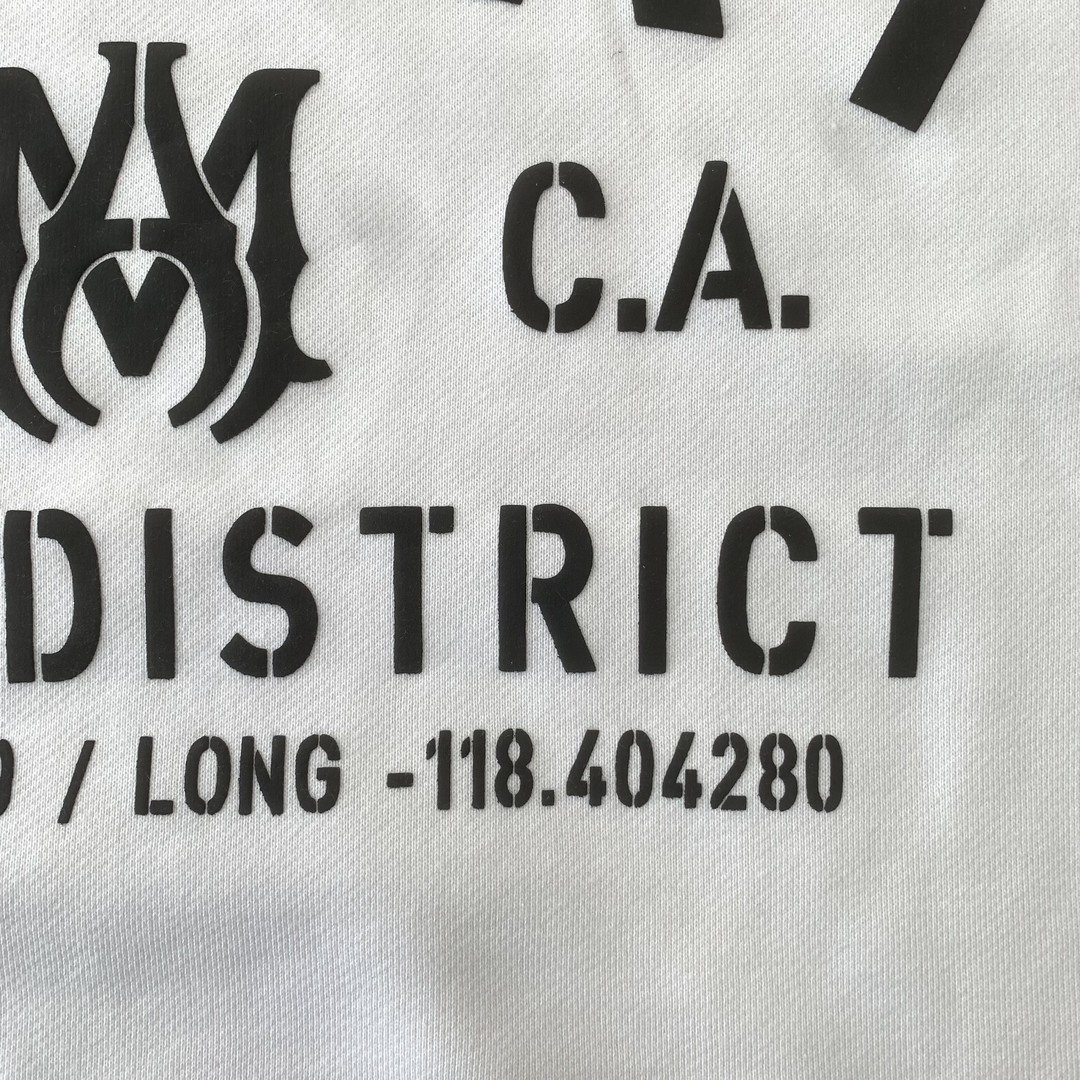 C.A.
DISTRICT
/ LONG -118.404280